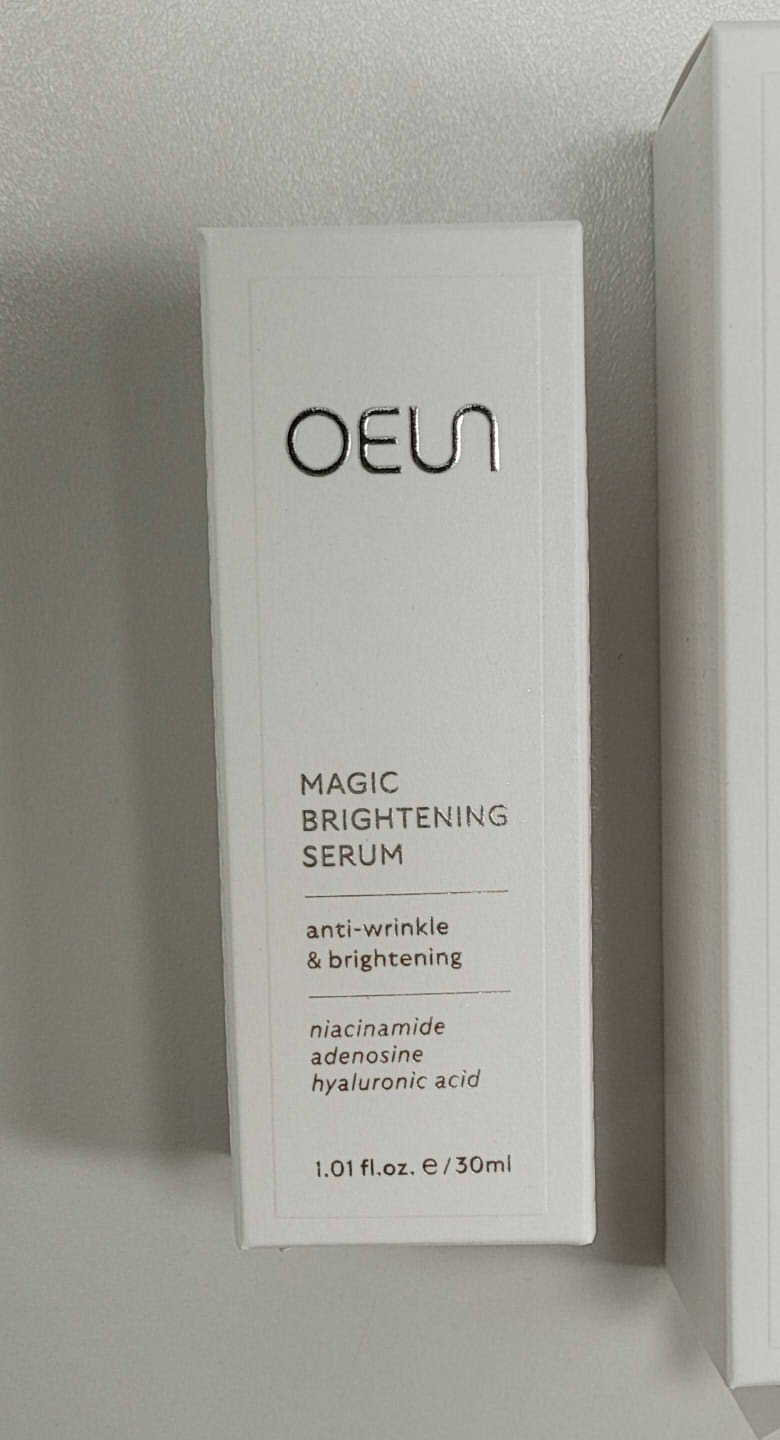 OEUN
MAGIC
BRIGHTENING
SERUM
anti-wrinkle
& brightening
niacinamide
adenosine
hyaluronic acid
1.01 fl.oz. e/30ml